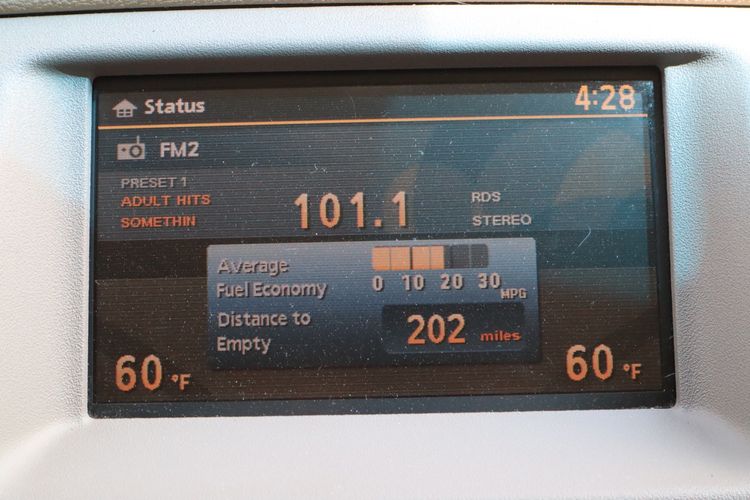 Status
4:28
FM2
PRESET 1
ADULT HITS
SOMETHIN
101.1
RDS
STEREO
Average
Fuel Economy
0 10 20 30
MPG
Distance to
Empty
202 miles
60 °F
60 °F